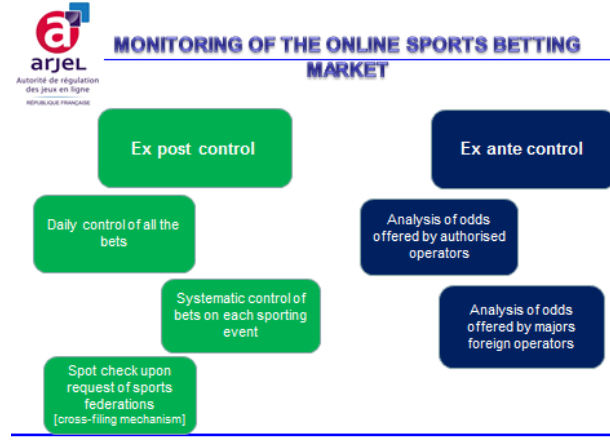 arjel
Autorité de régulation
des jeux en ligne
RÉPUBLIQUE FRANÇAISE
MONITORING OF THE ONLINE SPORTS BETTING
MARKET
Ex post control
Daily control of all the
bets
Systematic control of
bets on each sporting
event
Spot check upon
request of sports
federations
[cross-filing mechanism]
Ex ante control
Analysis of odds
offered by authorised
operators
Analysis of odds
offered by majors
foreign operators